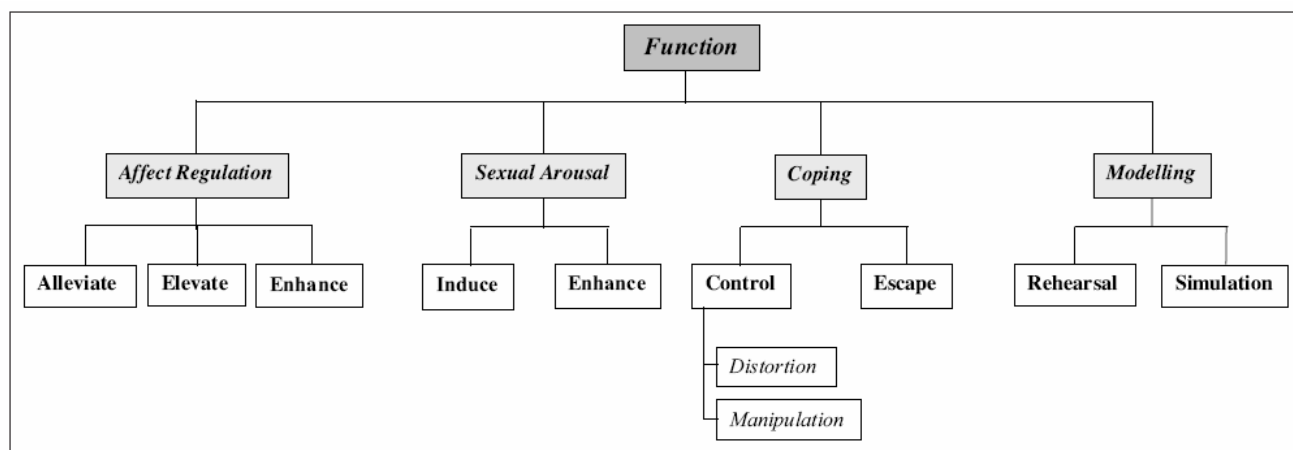 Function
Affect Regulation
Sexual Arousal
Coping
Modelling
Alleviate
Elevate
Enhance
Induce
Enhance
Control
Escape
Rehearsal
Simulation
Distortion
Manipulation